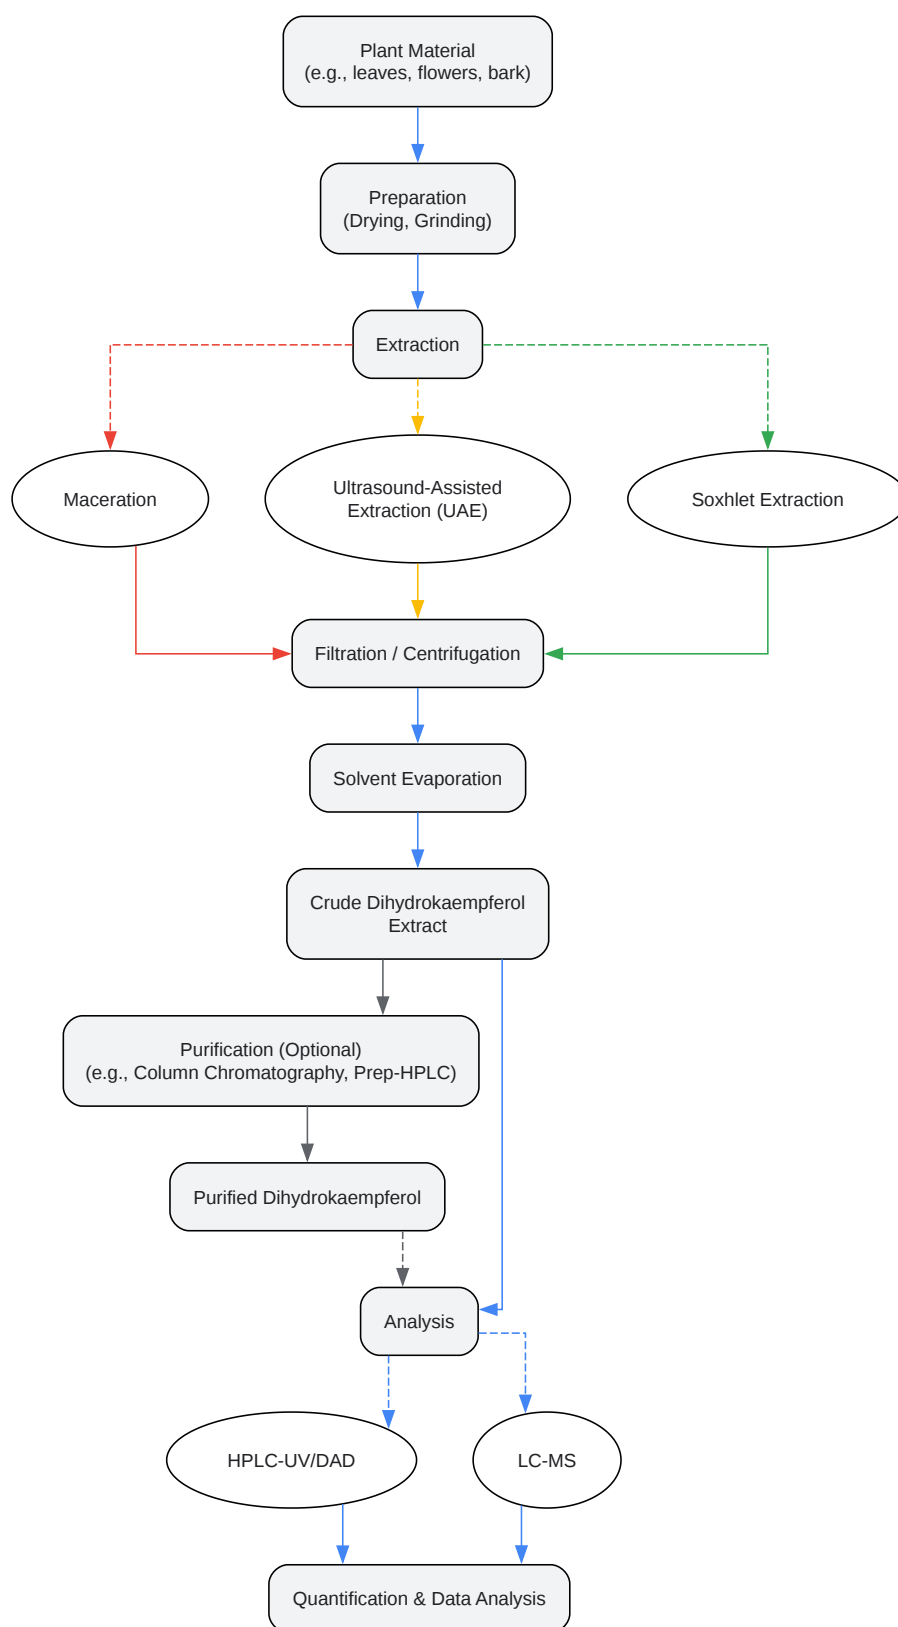 Plant Material
(e.g., leaves, flowers, bark)
Preparation
(Drying, Grinding)
Extraction
Maceration
Ultrasound-Assisted
Extraction (UAE)
Soxhlet Extraction
Filtration / Centrifugation
Solvent Evaporation
Crude Dihydrokaempferol
Extract
Purification (Optional)
(e.g., Column Chromatography, Prep-HPLC)
Purified Dihydrokaempferol
Analysis
HPLC-UV/DAD
LC-MS
Quantification & Data Analysis